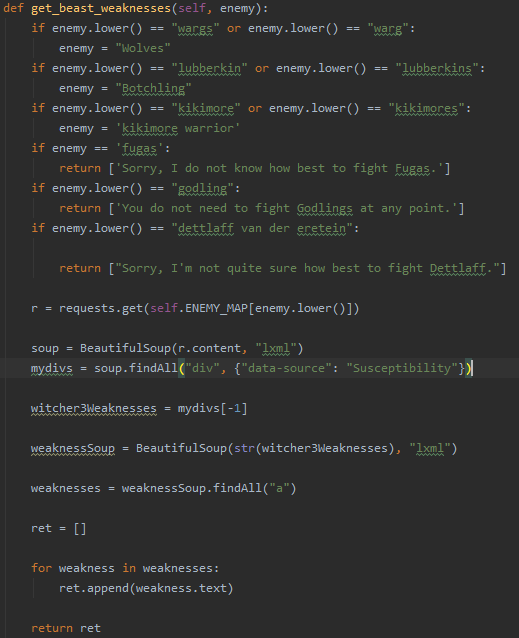 def get_beast_weaknesses(self, enemy):
    if enemy.lower() == "wargs" or enemy.lower() == "warg":
        enemy = "Wolves"
    if enemy.lower() == "lubberkin" or enemy.lower() == "lubberkins":
        enemy = "Botchling"
    if enemy.lower() == "kikimore" or enemy.lower() == "kikimores":
        enemy = 'kikimore warrior'
    if enemy == 'fugas':
        return ['Sorry, I do not know how best to fight Fugas.']
    if enemy.lower() == "godling":
        return ['You do not need to fight Godlings at any point.']
    if enemy.lower() == "dettlaff van der eretein":
        return ["Sorry, I'm not quite sure how best to fight Dettlaff."]
    r = requests.get(self.ENEMY_MAP[enemy.lower()])
    soup = BeautifulSoup(r.content, "lxml")
    mydivs = soup.findAll("div", {"data-source": "Susceptibility"})
    witcher3Weaknesses = mydivs[-1]
    weaknessSoup = BeautifulSoup(str(witcher3Weaknesses), "lxml")
    weaknesses = weaknessSoup.findAll("a")
    ret = []
    for weakness in weaknesses:
        ret.append(weakness.text)
    return ret